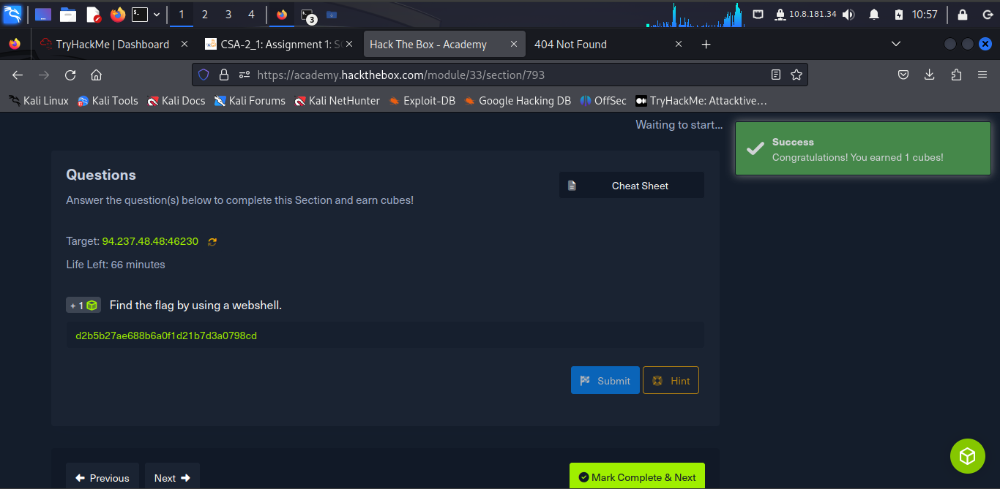 1 2 3 4 3 10.8.181.34 10:57
TryHackMe | Dashboard CSA-2_1: Assignment 1: S Hack The Box - Academy 404 Not Found
https://academy.hackthebox.com/module/33/section/793
Kali Linux Kali Tools Kali Docs Kali Forums Kali NetHunter Exploit-DB Google Hacking DB OffSec TryHackMe: Attacktive…
Waiting to start...
Success
Congratulations! You earned 1 cubes!
Questions
Cheat Sheet
Answer the question(s) below to complete this Section and earn cubes!
Target: 94.237.48.48:46230
Life Left: 66 minutes
+ 1 Find the flag by using a webshell.
d2b5b27ae688b6a0f1d21b7d3a0798cd
Submit Hint
Previous Next Mark Complete & Next